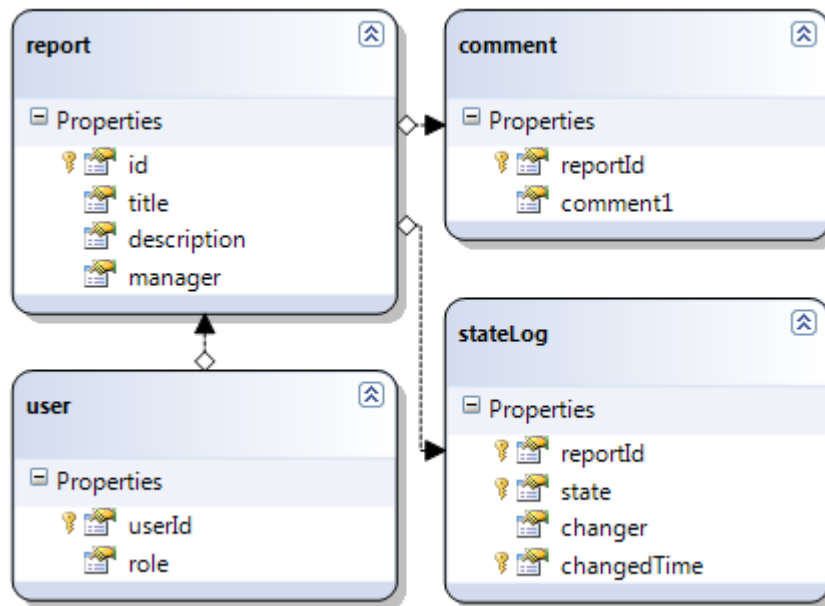 report
Properties
id
title
description
manager
comment
Properties
reportId
comment1
user
Properties
userId
role
stateLog
Properties
reportId
state
changer
changedTime